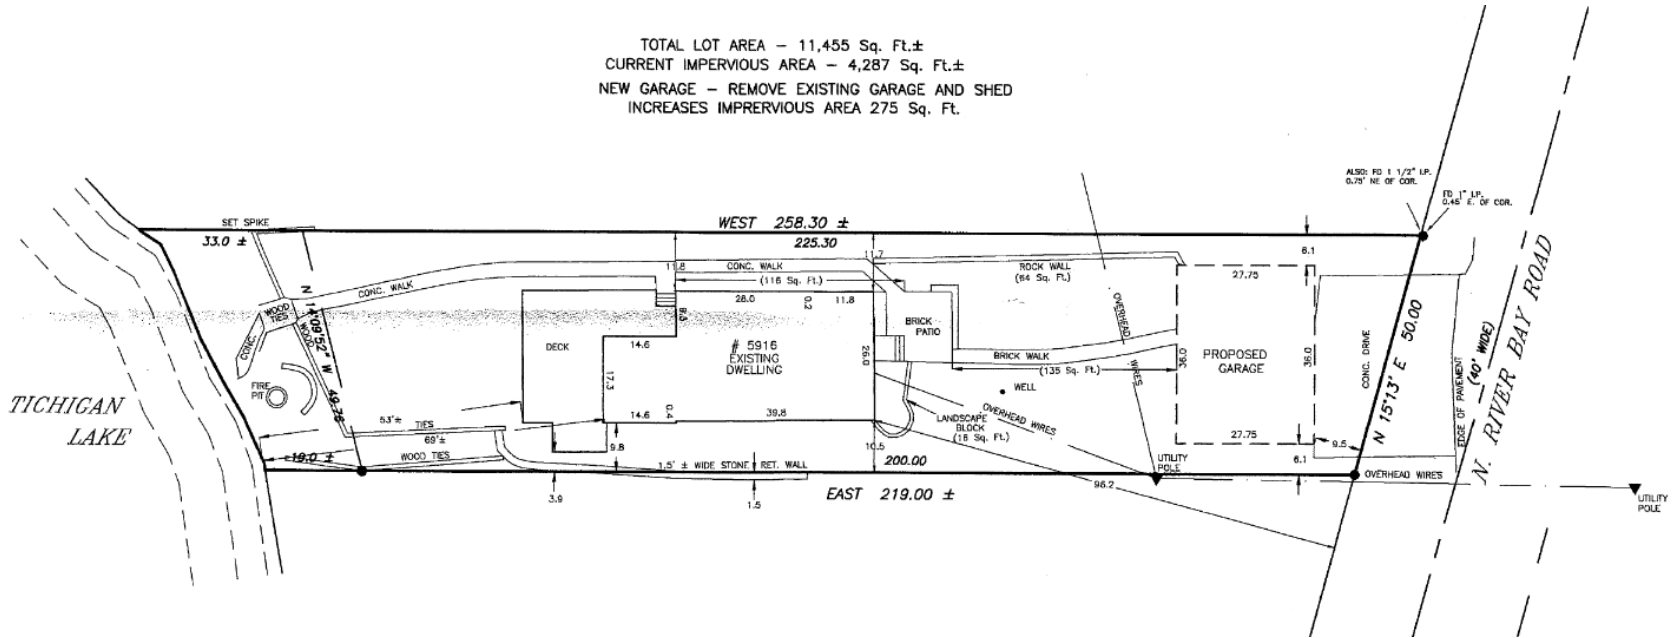 TOTAL LOT AREA – 11,455 Sq. Ft.±
CURRENT IMPERVIOUS AREA – 4,287 Sq. Ft.±
NEW GARAGE – REMOVE EXISTING GARAGE AND SHED
INCREASES IMPRERVIOUS AREA 275 Sq. Ft.
ALSO: FD 1 1/2" I.P.
0.75' NE OF COR.
FD 1" I.P.
0.45' E. OF COR.
SET SPIKE
33.0 ±
WEST 258.30 ±
225.30
6.1
11.8
CONC. WALK
(116 Sq. Ft.)
11.7
ROCK WALL
(64 Sq. Ft.)
27.75
CONC. WALK
28.0
0.2
11.8
8.5
WOOD
TIES
WOOD
CONC.
N 1°09'52" W
49.76
FIRE
PIT
DECK
14.6
17.3
14.6
0.4
# 5916
EXISTING
DWELLING
26.0
39.8
BRICK
PATIO
BRICK WALK
(135 Sq. Ft.)
WELL
OVERHEAD
WIRES
OVERHEAD WIRES
LANDSCAPE
BLOCK
(18 Sq. Ft.)
36.0
PROPOSED
GARAGE
36.0
27.75
CONC. DRIVE
N 15°13' E 50.00
EDGE OF PAVEMENT
(40' WIDE)
N. RIVER BAY ROAD
TICHIGAN
LAKE
53'±
TIES
69'±
WOOD TIES
19.0 ±
9.8
10.5
1.5' ± WIDE STONE RET. WALL
200.00
UTILITY
POLE
9.5
6.1
OVERHEAD WIRES
3.9
1.5
EAST 219.00 ±
96.2
UTILITY
POLE